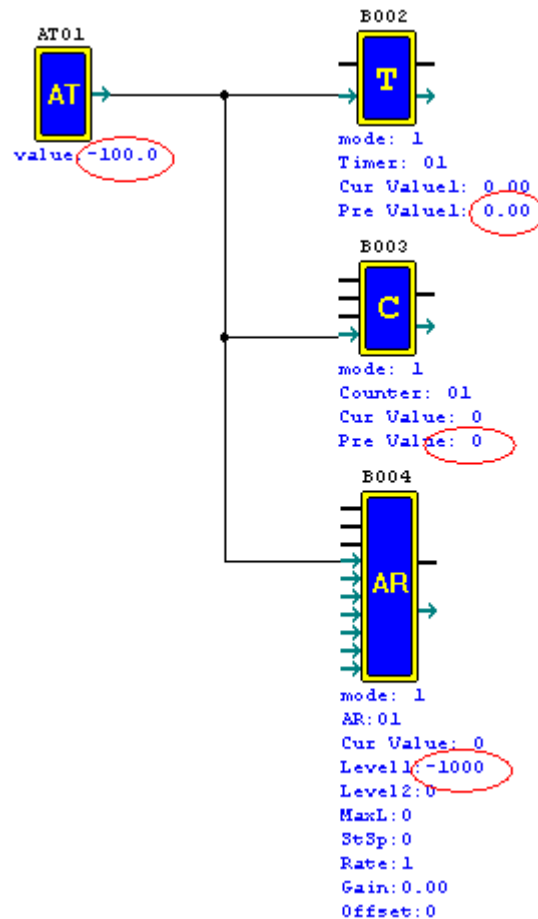 AT01
AT
value:-100.0
B002
T
mode: 1
Timer: 01
Cur Value1: 0.00
Pre Value1: 0.00
B003
C
mode: 1
Counter: 01
Cur Value: 0
Pre Value: 0
B004
AR
mode: 1
AR:01
Cur Value: 0
Level1:-1000
Level2:0
MaxL:0
StSp:0
Rate:1
Gain:0.00
Offset:0